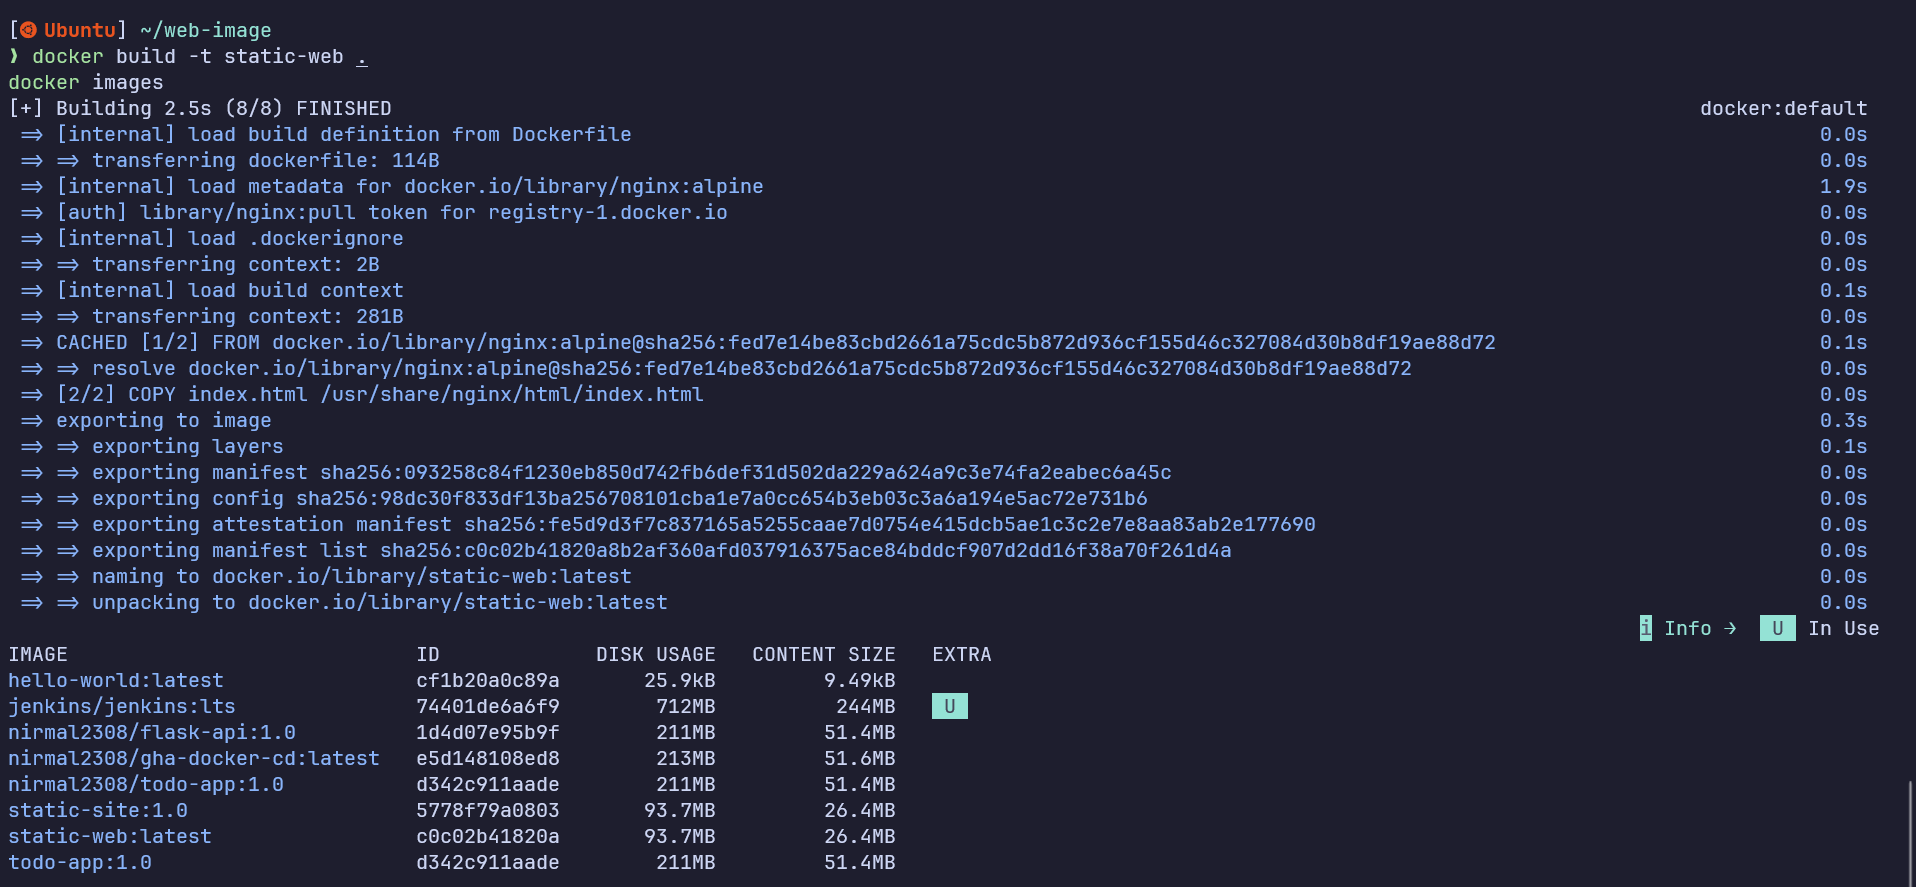 [ Ubuntu] ~/web-image
❯ docker build -t static-web .
docker images
[+] Building 2.5s (8/8) FINISHED docker:default
=> [internal] load build definition from Dockerfile 0.0s
=> => transferring dockerfile: 114B 0.0s
=> [internal] load metadata for docker.io/library/nginx:alpine 1.9s
=> [auth] library/nginx:pull token for registry-1.docker.io 0.0s
=> [internal] load .dockerignore 0.0s
=> => transferring context: 2B 0.0s
=> [internal] load build context 0.1s
=> => transferring context: 281B 0.0s
=> CACHED [1/2] FROM docker.io/library/nginx:alpine@sha256:fed7e14be83cbd2661a75cdc5b872d936cf155d46c327084d30b8df19ae88d72 0.1s
=> => resolve docker.io/library/nginx:alpine@sha256:fed7e14be83cbd2661a75cdc5b872d936cf155d46c327084d30b8df19ae88d72 0.0s
=> [2/2] COPY index.html /usr/share/nginx/html/index.html 0.0s
=> exporting to image 0.3s
=> => exporting layers 0.1s
=> => exporting manifest sha256:093258c84f1230eb850d742fb6def31d502da229a624a9c3e74fa2eabec6a45c 0.0s
=> => exporting config sha256:98dc30f833df13ba256708101cba1e7a0cc654b3eb03c3a6a194e5ac72e731b6 0.0s
=> => exporting attestation manifest sha256:fe5d9d3f7c837165a5255caae7d0754e415dcb5ae1c3c2e7e8aa83ab2e177690 0.0s
=> => exporting manifest list sha256:c0c02b41820a8b2af360afd037916375ace84bddcf907d2dd16f38a70f261d4a 0.0s
=> => naming to docker.io/library/static-web:latest 0.0s
=> => unpacking to docker.io/library/static-web:latest 0.0s
i Info → U In Use
IMAGE ID DISK USAGE CONTENT SIZE EXTRA
hello-world:latest cf1b20a0c89a 25.9kB 9.49kB
jenkins/jenkins:lts 74401de6a6f9 712MB 244MB U
nirmal2308/flask-api:1.0 1d4d07e95b9f 211MB 51.4MB
nirmal2308/gha-docker-cd:latest e5d148108ed8 213MB 51.6MB
nirmal2308/todo-app:1.0 d342c911aade 211MB 51.4MB
static-site:1.0 5778f79a0803 93.7MB 26.4MB
static-web:latest c0c02b41820a 93.7MB 26.4MB
todo-app:1.0 d342c911aade 211MB 51.4MB